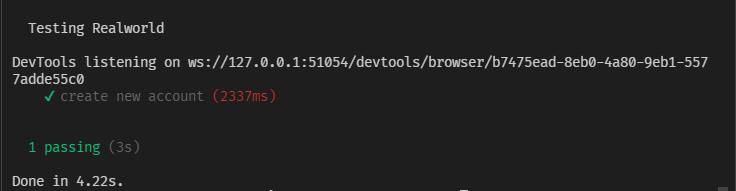 Testing Realworld
DevTools listening on ws://127.0.0.1:51054/devtools/browser/b7475ead-8eb0-4a80-9eb1-557
7adde55c0
✓ create new account (2337ms)
1 passing (3s)
Done in 4.22s.